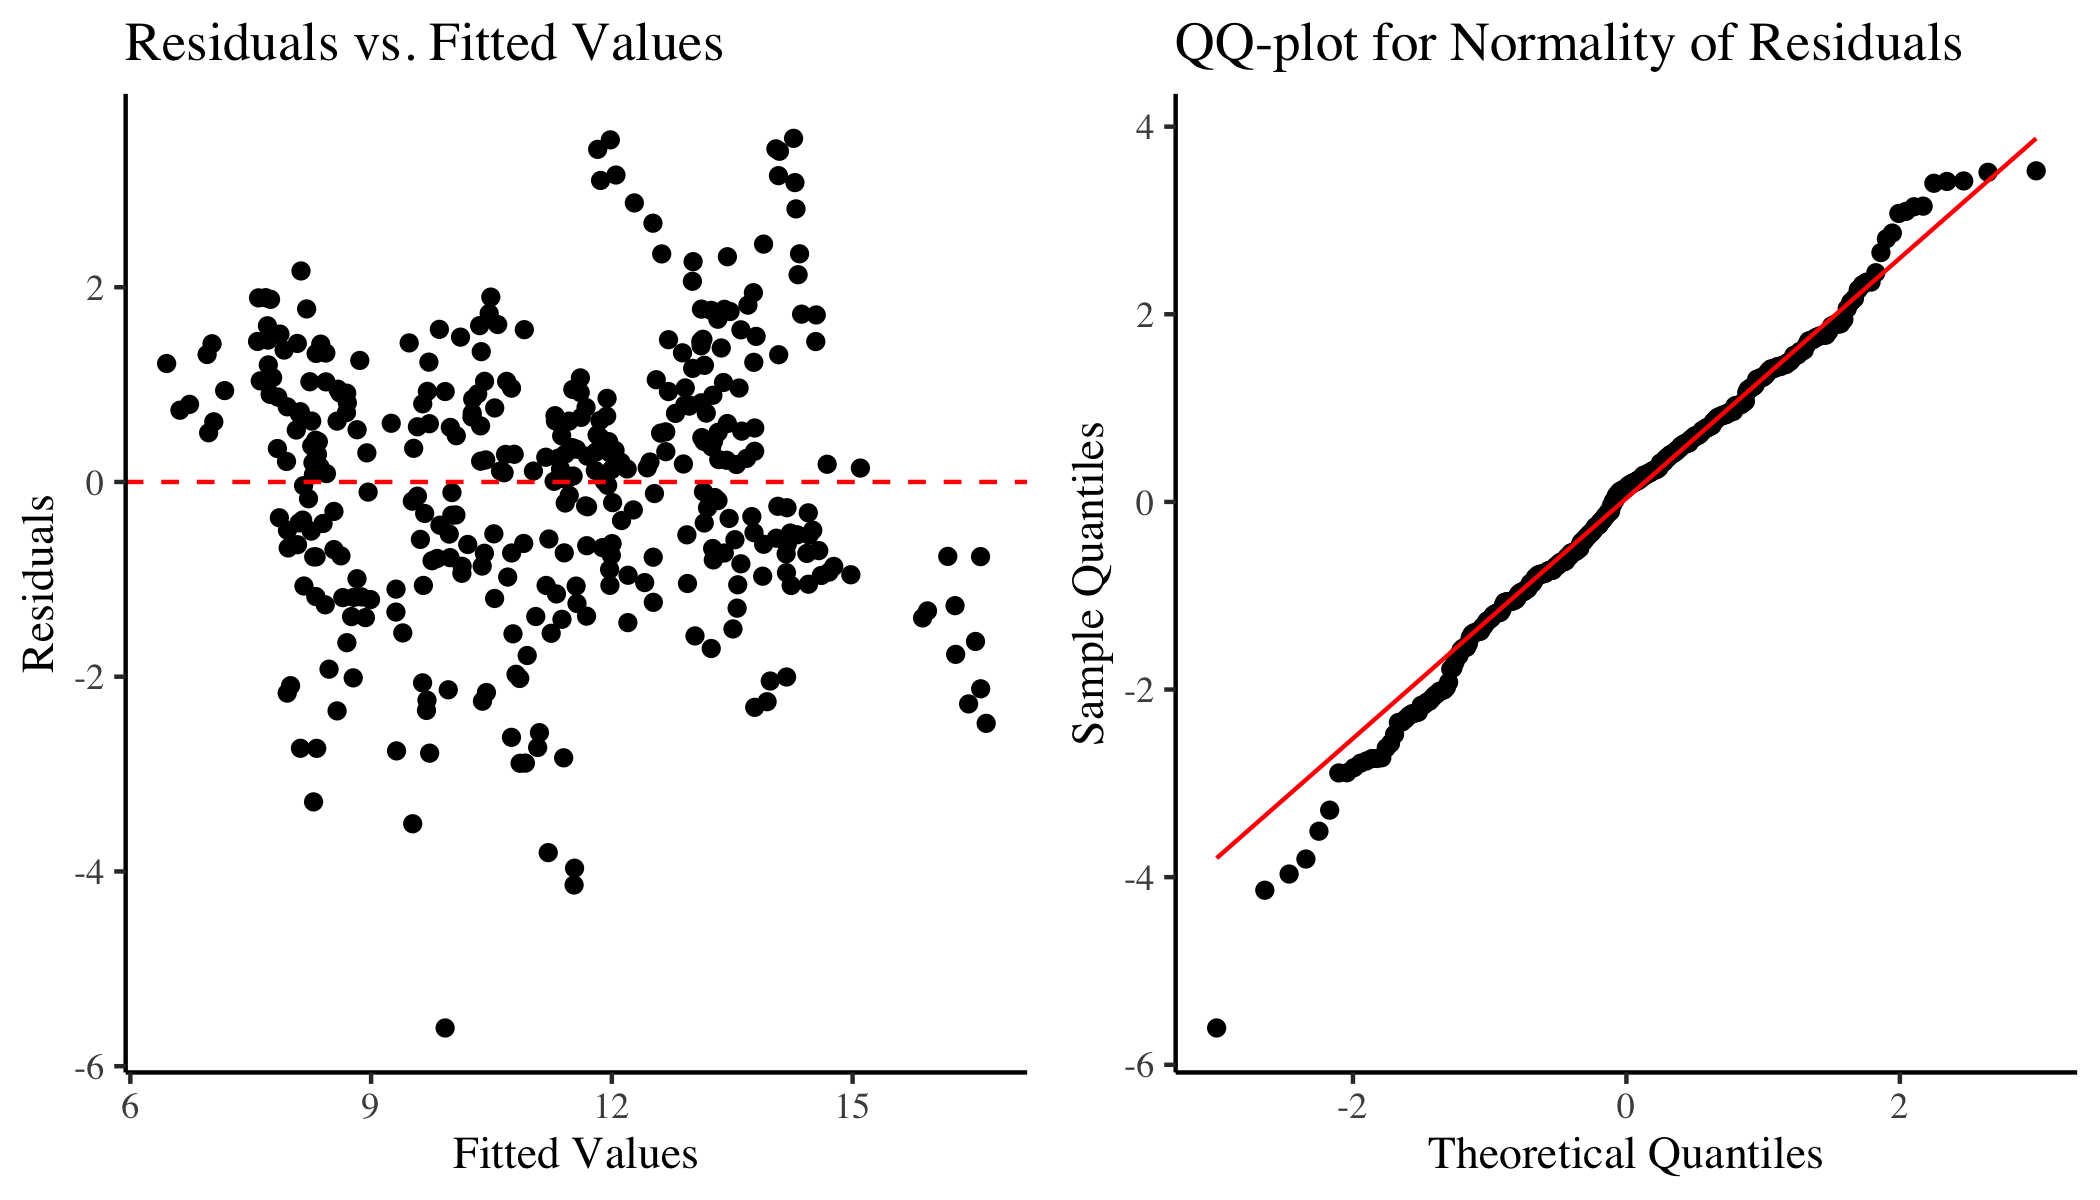 Residuals vs. Fitted Values
Residuals
2
0
-2
-4
-6
6 9 12 15
Fitted Values
QQ-plot for Normality of Residuals
Sample Quantiles
4
2
0
-2
-4
-6
-2 0 2
Theoretical Quantiles